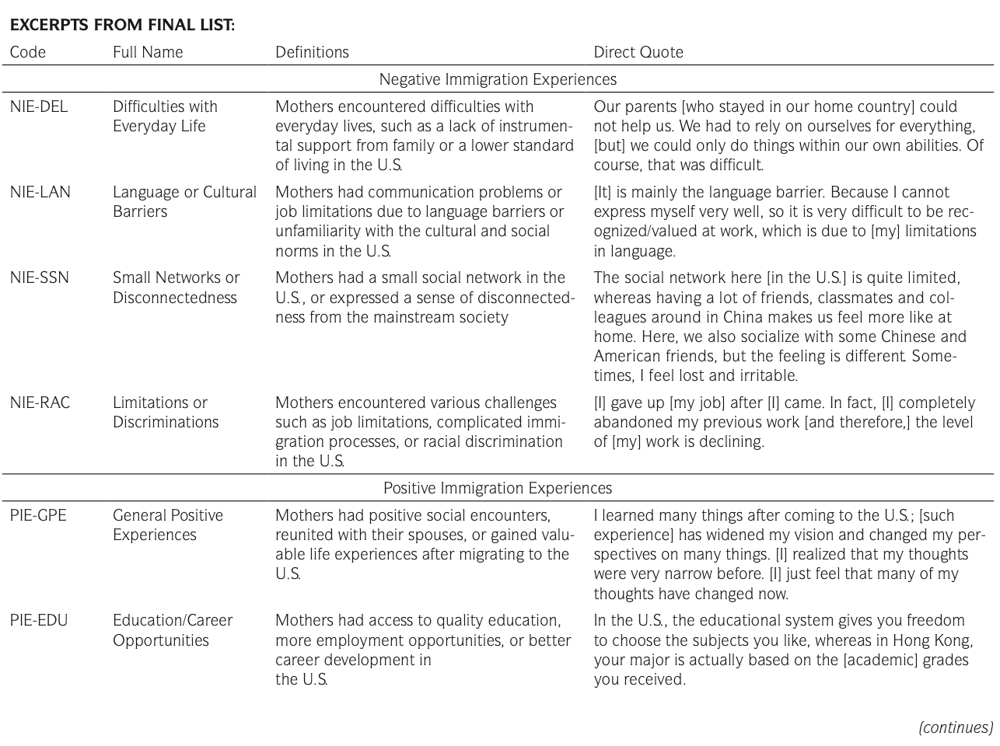 EXCERPTS FROM FINAL LIST:
Code Full Name Definitions Direct Quote
Negative Immigration Experiences
NIE-DEL Difficulties with Mothers encountered difficulties with Our parents [who stayed in our home country] could
Everyday Life everyday lives, such as a lack of instrumen- not help us. We had to rely on ourselves for everything,
tal support from family or a lower standard [but] we could only do things within our own abilities. Of
of living in the U.S. course, that was difficult.
NIE-LAN Language or Cultural Mothers had communication problems or [It] is mainly the language barrier. Because I cannot
Barriers job limitations due to language barriers or express myself very well, so it is very difficult to be rec-
unfamiliarity with the cultural and social ognized/valued at work, which is due to [my] limitations
norms in the U.S. in language.
NIE-SSN Small Networks or Mothers had a small social network in the The social network here [in the U.S.] is quite limited,
Disconnectedness U.S., or expressed a sense of disconnected- whereas having a lot of friends, classmates and col-
ness from the mainstream society leagues around in China makes us feel more like at
home. Here, we also socialize with some Chinese and
American friends, but the feeling is different. Some-
times, I feel lost and irritable.
NIE-RAC Limitations or Mothers encountered various challenges [I] gave up [my job] after [I] came. In fact, [I] completely
Discriminations such as job limitations, complicated immi- abandoned my previous work [and therefore,] the level
gration processes, or racial discrimination of [my] work is declining.
in the U.S.
Positive Immigration Experiences
PIE-GPE General Positive Mothers had positive social encounters, I learned many things after coming to the U.S.; [such
Experiences reunited with their spouses, or gained valu- experience] has widened my vision and changed my per-
able life experiences after migrating to the spectives on many things. [I] realized that my thoughts
U.S. were very narrow before. [I] just feel that many of my
thoughts have changed now.
PIE-EDU Education/Career Mothers had access to quality education, In the U.S., the educational system gives you freedom
Opportunities more employment opportunities, or better to choose the subjects you like, whereas in Hong Kong,
career development in your major is actually based on the [academic] grades
the U.S. you received.
(continues)